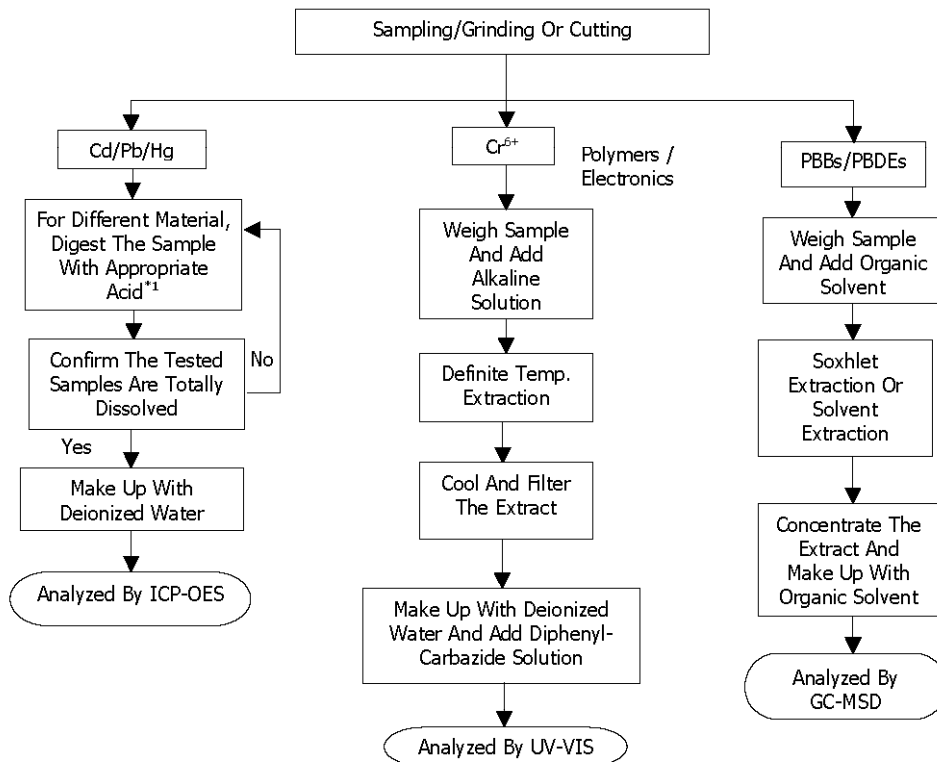 Sampling/Grinding Or Cutting
Cd/Pb/Hg
For Different Material,
Digest The Sample
With Appropriate
Acid*1
Confirm The Tested
Samples Are Totally
Dissolved
No
Yes
Make Up With
Deionized Water
Analyzed By ICP-OES
Cr6+
Polymers /
Electronics
Weigh Sample
And Add
Alkaline
Solution
Definite Temp.
Extraction
Cool And Filter
The Extract
Make Up With Deionized
Water And Add Diphenyl-
Carbazide Solution
Analyzed By UV-VIS
PBBs/PBDEs
Weigh Sample
And Add Organic
Solvent
Soxhlet
Extraction Or
Solvent
Extraction
Concentrate The
Extract And
Make Up With
Organic Solvent
Analyzed By
GC-MSD